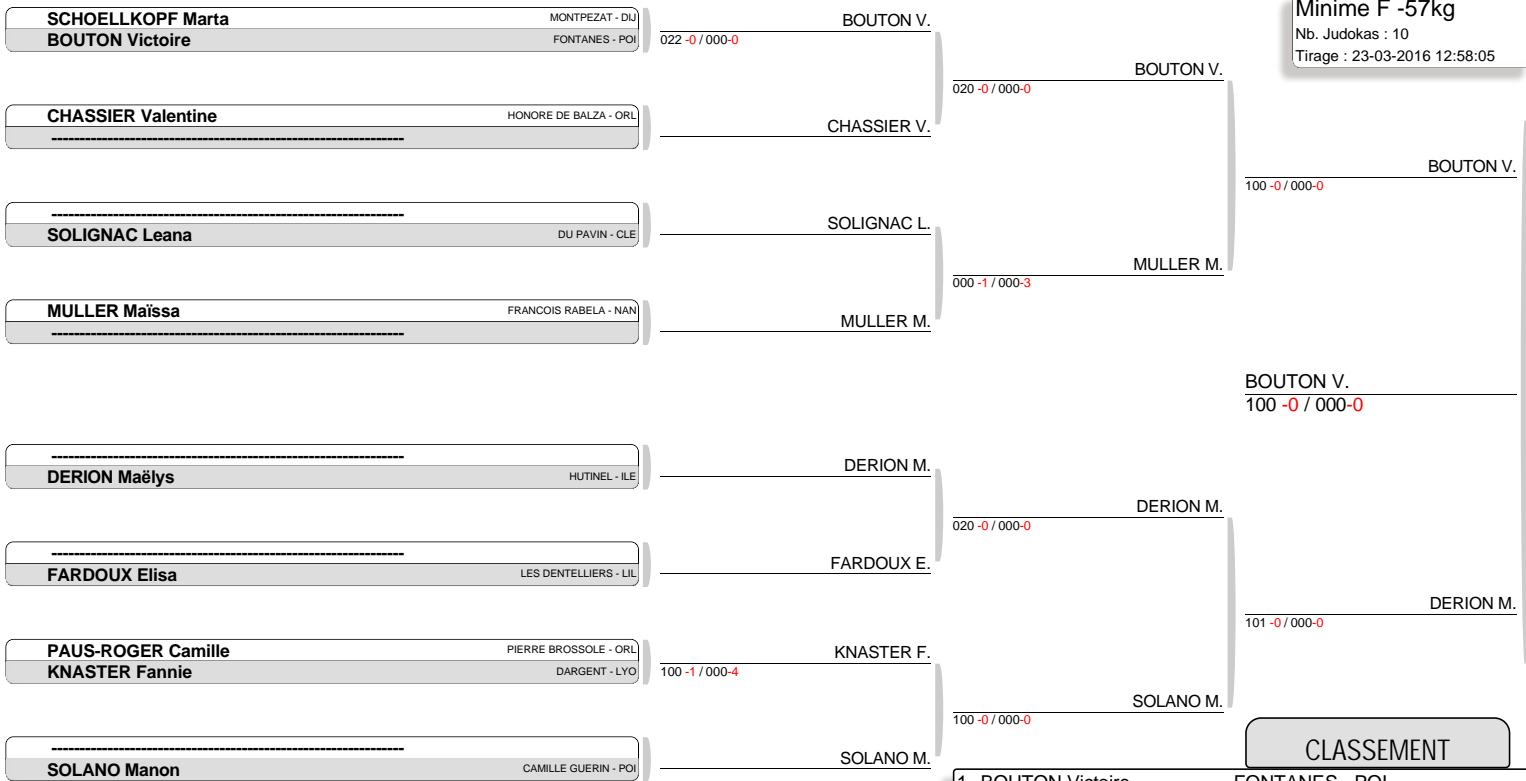 Minime F -57kg
Nb. Judokas : 10
Tirage : 23-03-2016 12:58:05
SCHOELLKOPF Marta MONTPEZAT - DIJ
BOUTON Victoire FONTANES - POI
CHASSIER Valentine HONORE DE BALZA - ORL
----------------------------------------------------------------
----------------------------------------------------------------
SOLIGNAC Leana DU PAVIN - CLE
MULLER Maïssa FRANCOIS RABELA - NAN
----------------------------------------------------------------
----------------------------------------------------------------
DERION Maëlys HUTINEL - ILE
----------------------------------------------------------------
FARDOUX Elisa LES DENTELLIERS - LIL
PAUS-ROGER Camille PIERRE BROSSOLE - ORL
KNASTER Fannie DARGENT - LYO
----------------------------------------------------------------
SOLANO Manon CAMILLE GUERIN - POI
BOUTON V.
022 -0 / 000-0
CHASSIER V.
SOLIGNAC L.
MULLER M.
DERION M.
FARDOUX E.
KNASTER F.
100 -1 / 000-4
SOLANO M.
BOUTON V.
020 -0 / 000-0
MULLER M.
000 -1 / 000-3
DERION M.
020 -0 / 000-0
SOLANO M.
100 -0 / 000-0
BOUTON V.
100 -0 / 000-0
BOUTON V.
100 -0 / 000-0
DERION M.
101 -0 / 000-0
CLASSEMENT
1 BOUTON Victoire FONTANES - POI